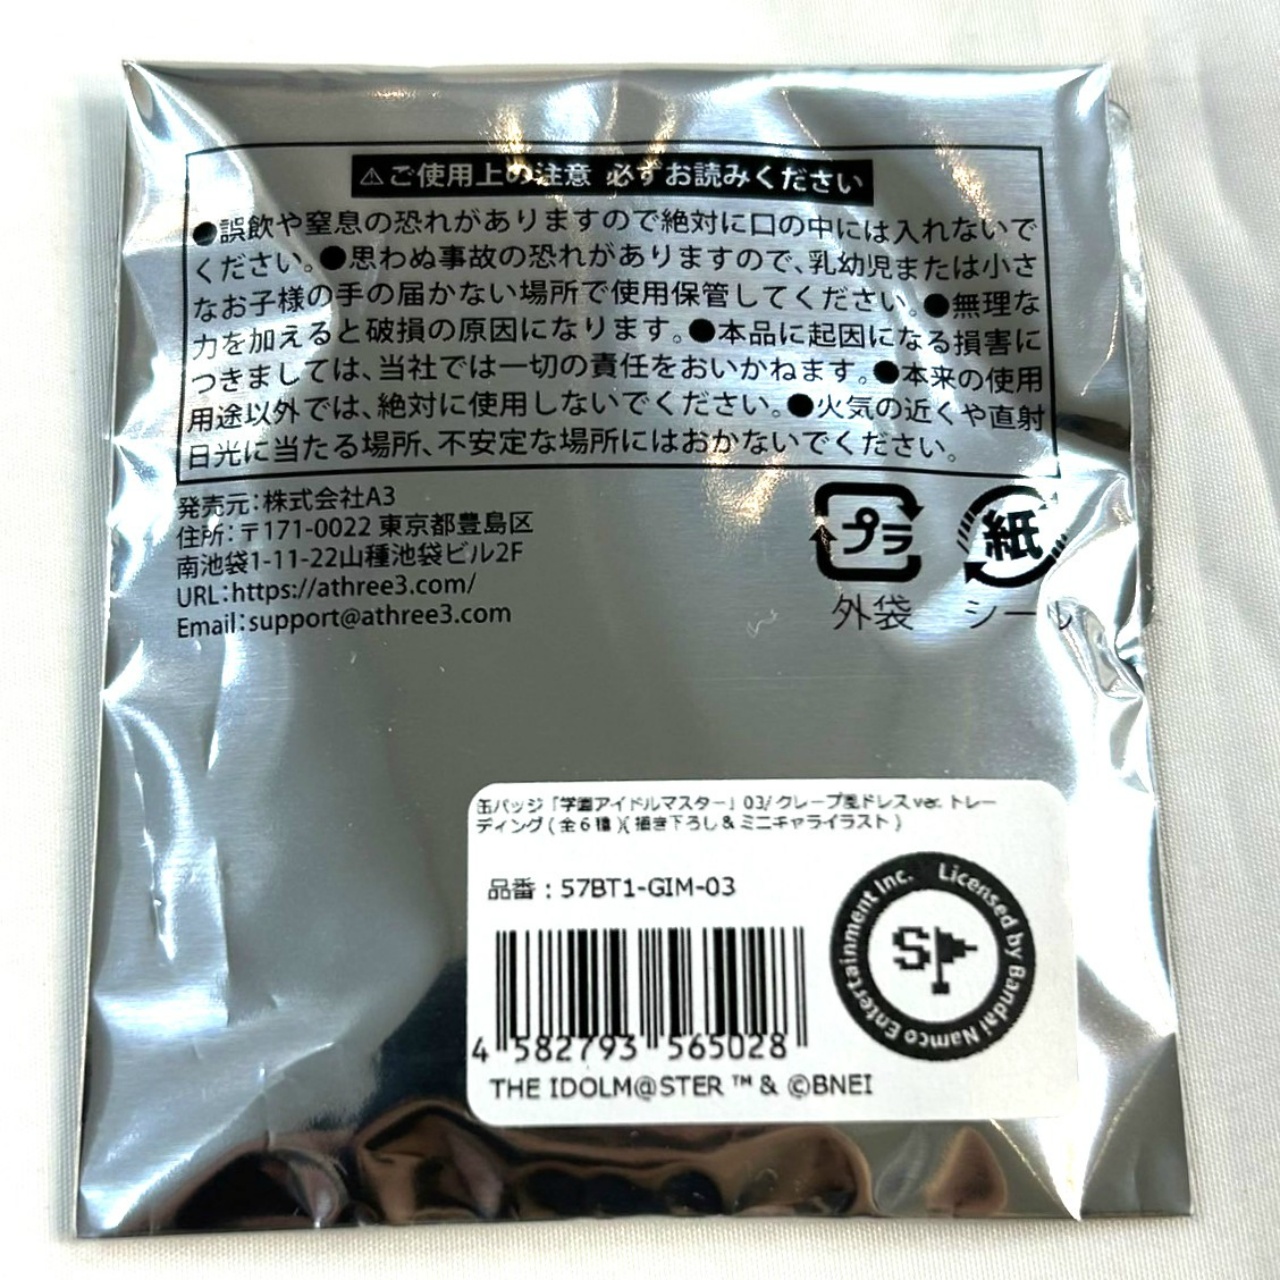 ⚠ご使用上の注意 必ずお読みください
●誤飲や窒息の恐れがありますので絶対に口の中には入れないで
ください。●思わぬ事故の恐れがありますので、乳幼児または小さ
なお子様の手の届かない場所で使用保管してください。●無理な
力を加えると破損の原因になります。●本品に起因になる損害に
つきましては、当社では一切の責任をおいかねます。●本来の使用
用途以外では、絶対に使用しないでください。●火気の近くや直射
日光に当たる場所、不安定な場所にはおかないでください。
発売元：株式会社A3
住所：〒171-0022 東京都豊島区
南池袋1-11-22山種池袋ビル2F
URL：https://athree3.com/
Email：support@athree3.com
プラ
外袋
紙
シール
缶バッジ「学園アイドルマスター」03/クレープ風ドレスver. トレー
ディング(全6種)(描き下ろし&ミニキャライラスト)
品番：57BT1-GIM-03
4 582793 565028
THE IDOLM@STER ™ & ©BNEI
Licensed by Bandai Namco Entertainment Inc.
S